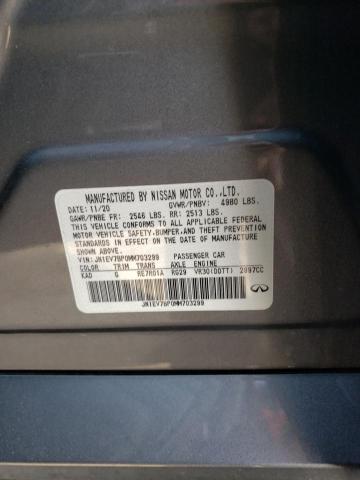 MANUFACTURED BY NISSAN MOTOR CO.,LTD.
DATE: 11/20 GVWR/PNBV: 4980 LBS.
GAWR/PNBE FR: 2546 LBS. RR: 2513 LBS.
THIS VEHICLE CONFORMS TO ALL APPLICABLE FEDERAL
MOTOR VEHICLE SAFETY,BUMPER,AND THEFT PREVENTION
STANDARDS IN EFFECT ON THE DATE OF MANUFACTURE
SHOWN ABOVE.
VIN: JN1EV7BP0MM703299 PASSENGER CAR
COLOR TRIM TRANS AXLE ENGINE
KAD G RE7R01A RG29 VR30(DDTT) 2997CC
JN1EV7BP0MM703299